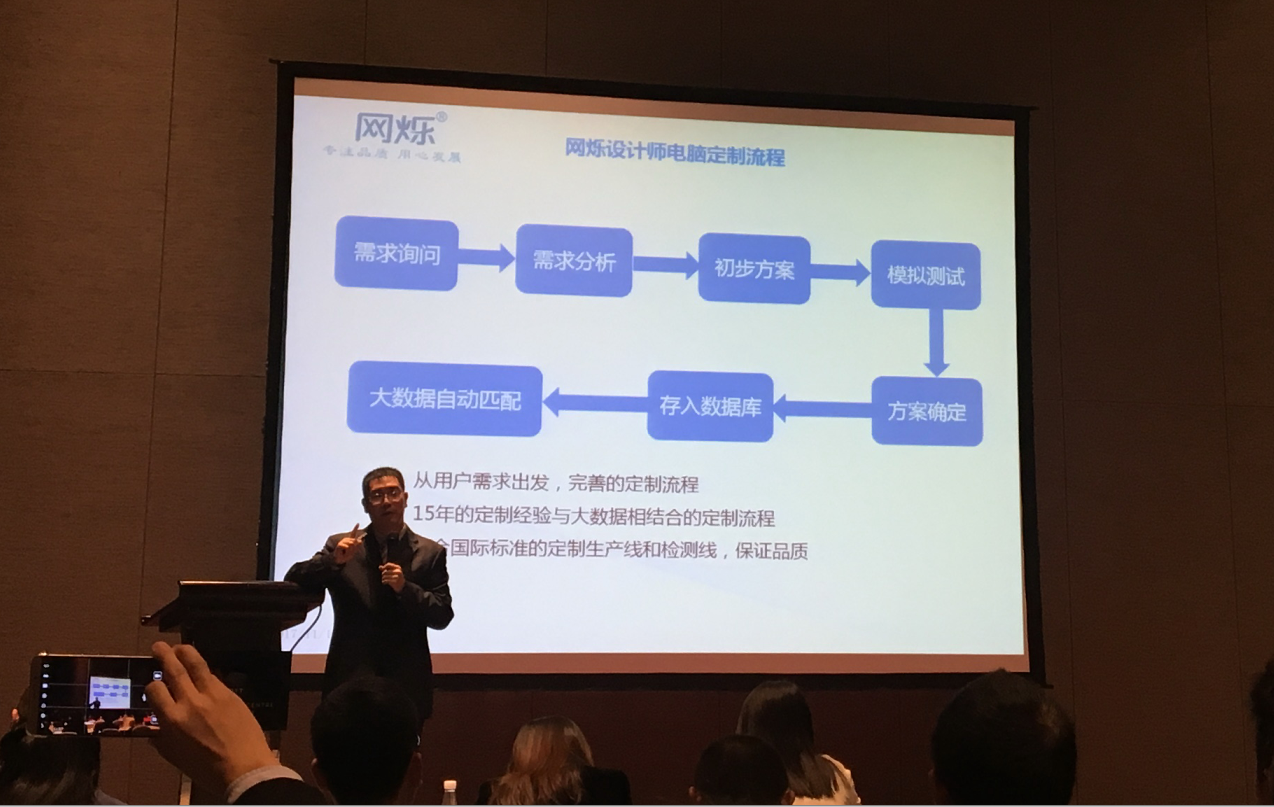 网烁®
专注品质 用心发展
网烁设计师电脑定制流程
需求询问
需求分析
初步方案
模拟测试
大数据自动匹配
存入数据库
方案确定
从用户需求出发，完善的定制流程
15年的定制经验与大数据相结合的定制流程
国际标准的定制生产线和检测线，保证品质